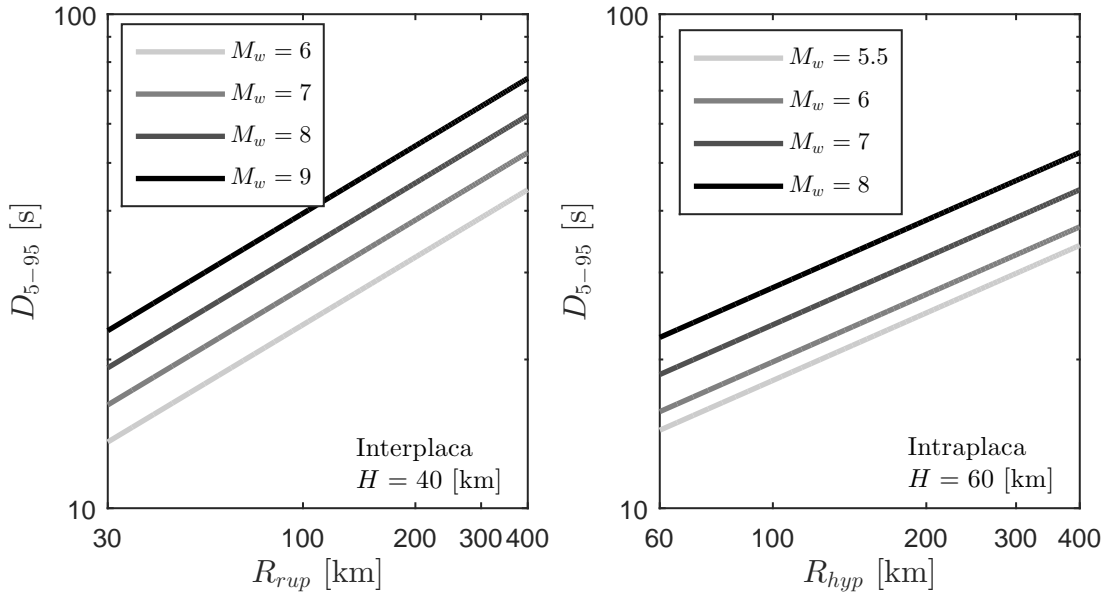 100
10
D_{5−95} [s]
30
100
200
300
400
R_{rup} [km]
M_w = 6
M_w = 7
M_w = 8
M_w = 9
Interplaca
H = 40 [km]
100
10
D_{5−95} [s]
60
100
200
300
400
R_{hyp} [km]
M_w = 5.5
M_w = 6
M_w = 7
M_w = 8
Intraplaca
H = 60 [km]